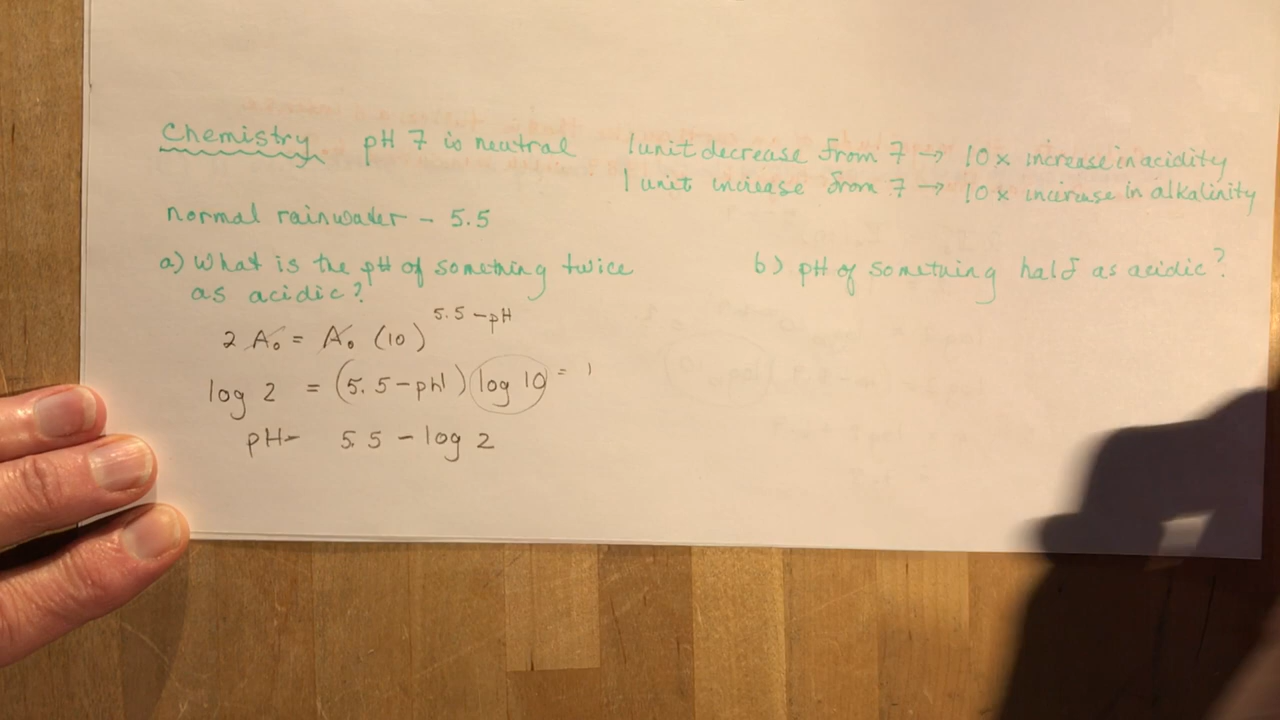 Chemistry pH 7 is neutral 1 unit decrease from 7 → 10 x increase in acidity
1 unit increase from 7 → 10 x increase in alkalinity
normal rainwater - 5.5
a) What is the pH of something twice as acidic?
b) pH of something half as acidic?
2 A₀ = A₀ (10)^5.5-pH
log 2 = (5.5-pH) log 10 = 1
pH- 5.5 - log 2